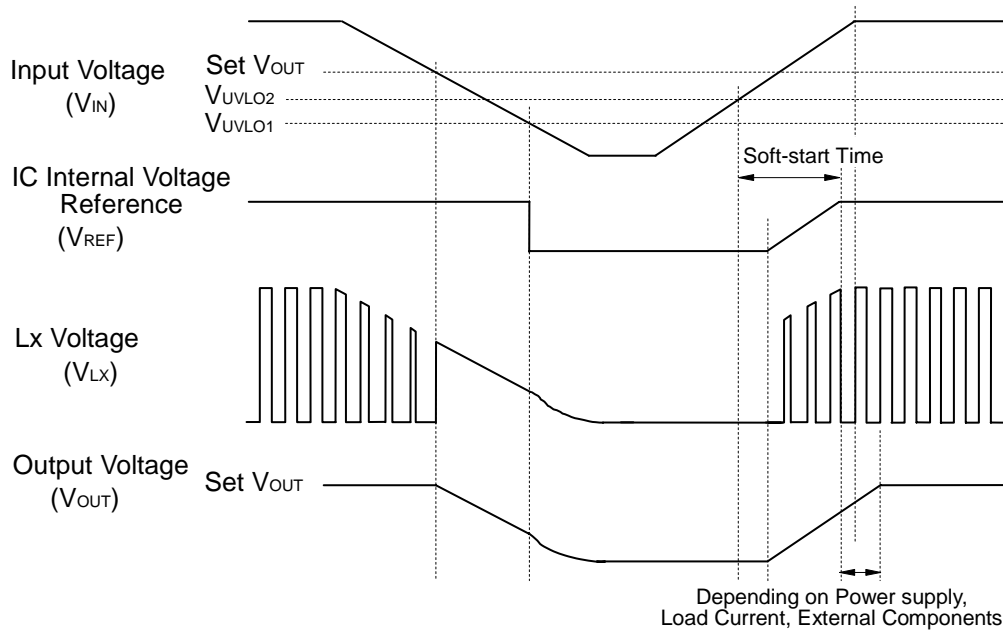 Input Voltage
(VIN)
Set VOUT
VUVLO2
VUVLO1
Soft-start Time
IC Internal Voltage
Reference
(VREF)
Lx Voltage
(VLX)
Output Voltage
(VOUT)
Set VOUT
Depending on Power supply,
Load Current, External Components